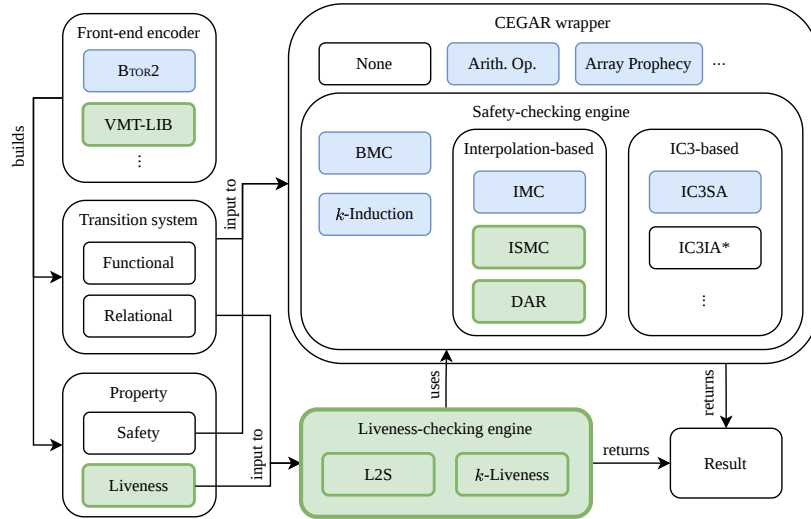 Front-end encoder
BTOR2
VMT-LIB
⋮
builds
Transition system
Functional
Relational
Property
Safety
Liveness
input to
input to
CEGAR wrapper
None
Arith. Op.
Array Prophecy
...
Safety-checking engine
BMC
k-Induction
Interpolation-based
IMC
ISMC
DAR
IC3-based
IC3SA
IC3IA*
⋮
uses
returns
Liveness-checking engine
L2S
k-Liveness
returns
Result